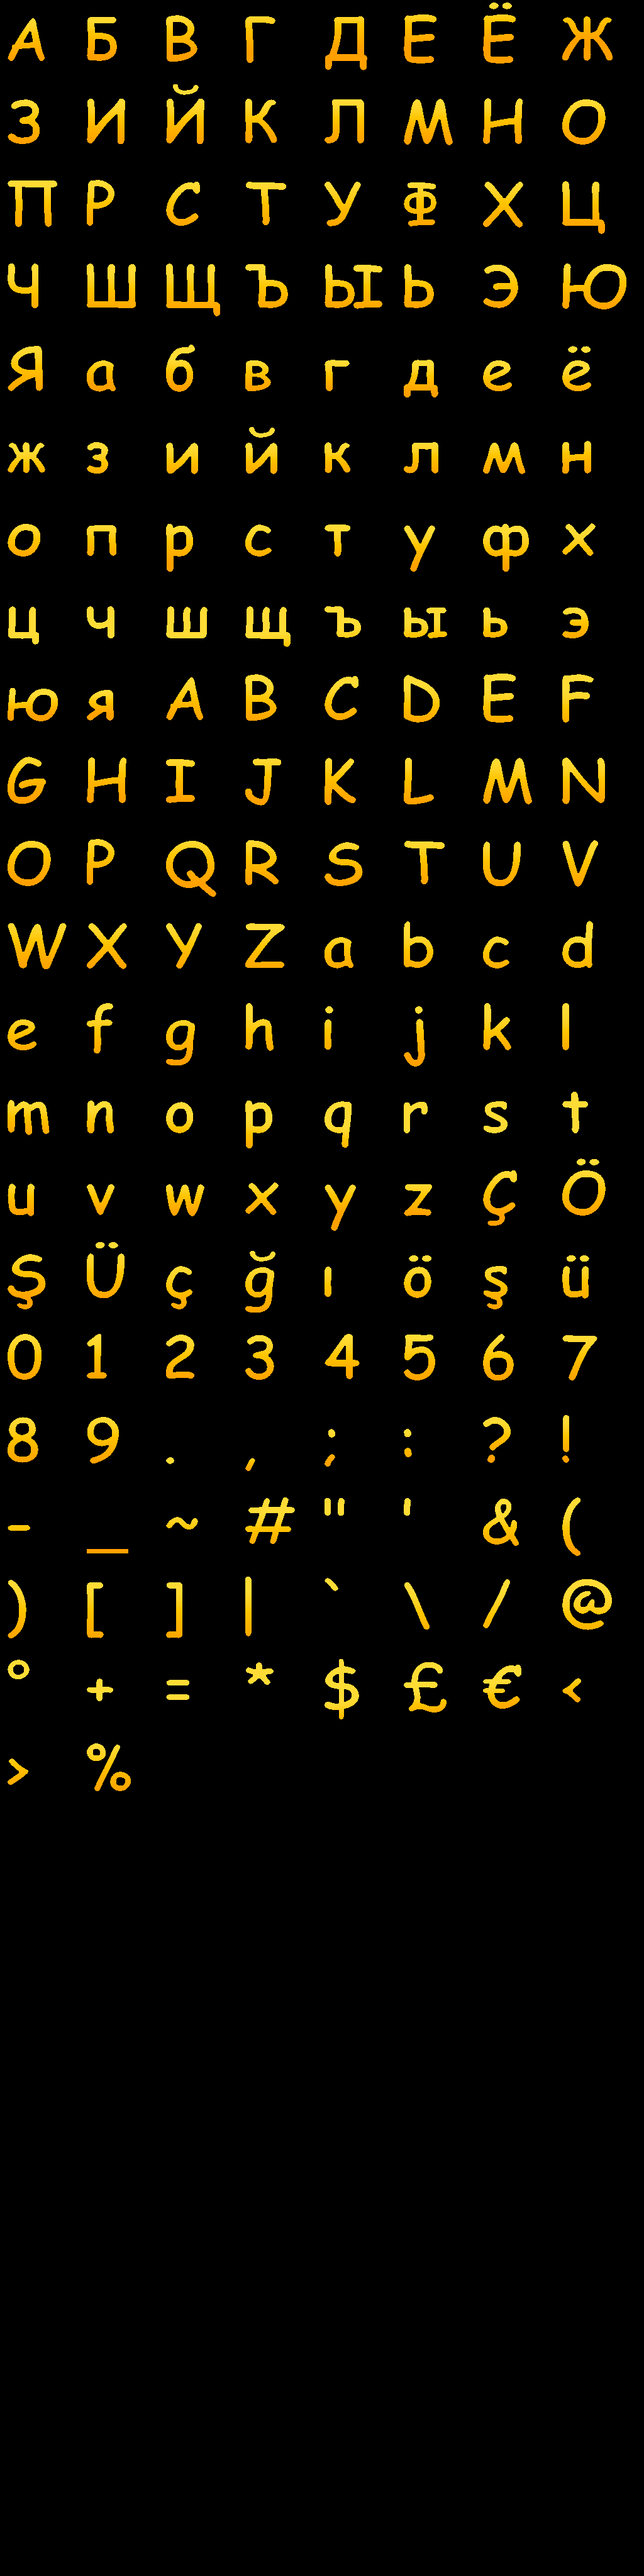 А Б В Г Д Е Ё Ж
З И Й К Л М Н О
П Р С Т У Ф Х Ц
Ч Ш Щ Ъ Ы Ь Э Ю
Я а б в г д е ё
ж з и й к л м н
о п р с т у ф х
ц ч ш щ ъ ы ь э
ю я A B C D E F
G H I J K L M N
O P Q R S T U V
W X Y Z a b c d
e f g h i j k l
m n o p q r s t
u v w x y z Ç Ö
Ş Ü ç ğ ı ö ş ü
0 1 2 3 4 5 6 7
8 9 . , ; : ? !
- _ ~ # " ' & (
) [ ] | ` \ / @
° + = * $ £ € <
> %